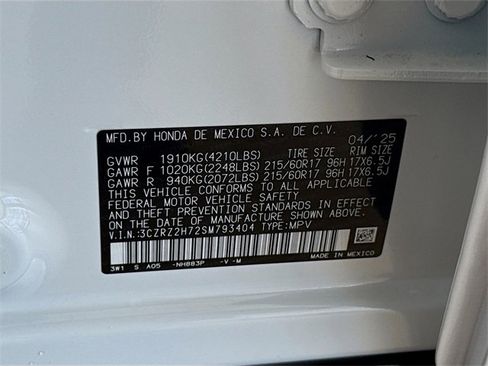 MFD.BY HONDA DE MEXICO S.A. DE C.V. 04/'25
GVWR 1910KG(4210LBS) TIRE SIZE RIM SIZE
GAWR F 1020KG(2248LBS) 215/60R17 96H 17X6.5J
GAWR R 940KG(2072LBS) 215/60R17 96H 17X6.5J
THIS VEHICLE CONFORMS TO ALL APPLICABLE
FEDERAL MOTOR VEHICLE SAFETY, BUMPER,
AND THEFT PREVENTION STANDARDS IN EFFECT
ON THE DATE OF MANUFACTURE SHOWN ABOVE.
V.I.N.:3CZRZ2H72SM793404 TYPE:MPV
3W1 S A05 -NH883P -V -M MADE IN MEXICO